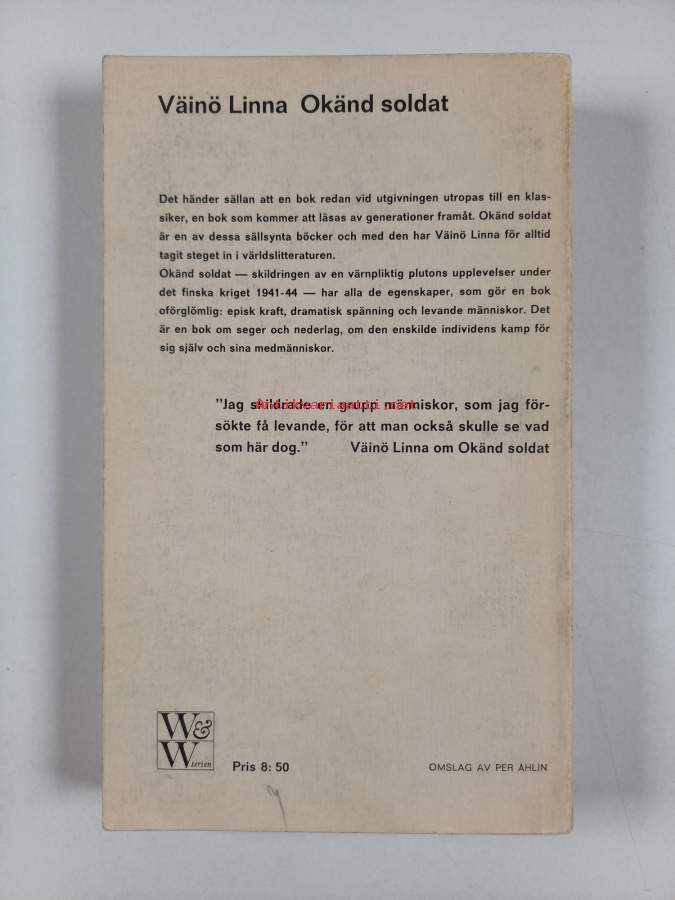 Väinö Linna Okänd soldat
Det händer sällan att en bok redan vid utgivningen utropas till en klas-
siker, en bok som kommer att läsas av generationer framåt. Okänd soldat
är en av dessa sällsynta böcker och med den har Väinö Linna för alltid
tagit steget in i världslitteraturen.
Okänd soldat — skildringen av en värnpliktig plutons upplevelser under
det finska kriget 1941-44 — har alla de egenskaper, som gör en bok
oförglömlig: episk kraft, dramatisk spänning och levande människor. Det
är en bok om seger och nederlag, om den enskilde individens kamp för
sig själv och sina medmänniskor.
"Jag skildrade en grupp människor, som jag för-
sökte få levande, för att man också skulle se vad
som här dog." Väinö Linna om Okänd soldat
Antikvariaatti.net
W&
W serien
Pris 8:50
OMSLAG AV PER ÅHLIN